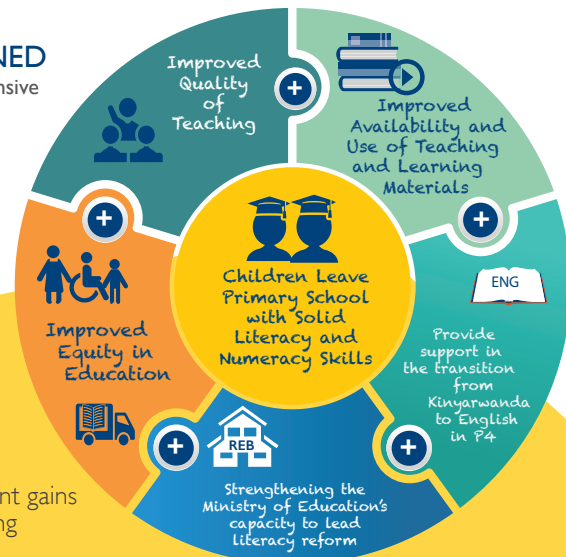 NED
nsive
Improved
Quality
of
Teaching
+
Improved
Availability and
Use of Teaching
and Learning
Materials
+
+
ENG
Children Leave
Primary School
with Solid
Literacy and
Numeracy Skills
Improved
Equity in
Education
Provide
support in
the transition
from
Kinyarwanda
to English
in P4
+
REB
+
Strengthening the
Ministry of Education's
capacity to lead
literacy reform
nt gains
ng